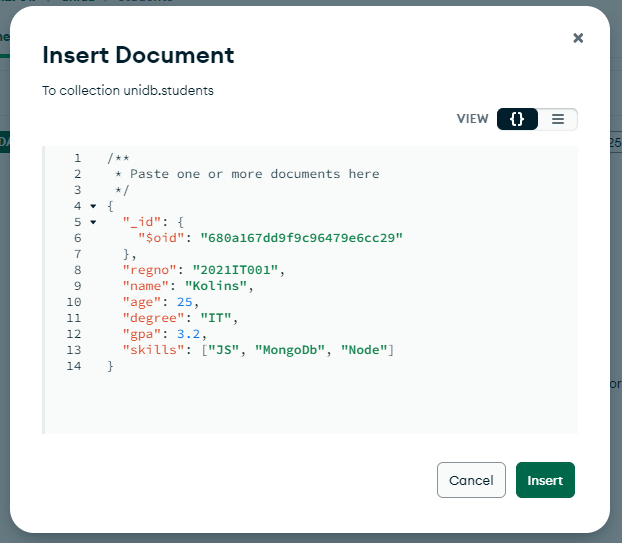 unidb
students
Insert Document
To collection unidb.students
VIEW {}
1 /**
2 * Paste one or more documents here
3 */
4 {
5 "_id": {
6 "$oid": "680a167dd9f9c96479e6cc29"
7 },
8 "regno": "2021IT001",
9 "name": "Kolins",
10 "age": 25,
11 "degree": "IT",
12 "gpa": 3.2,
13 "skills": ["JS", "MongoDb", "Node"]
14 }
Cancel Insert